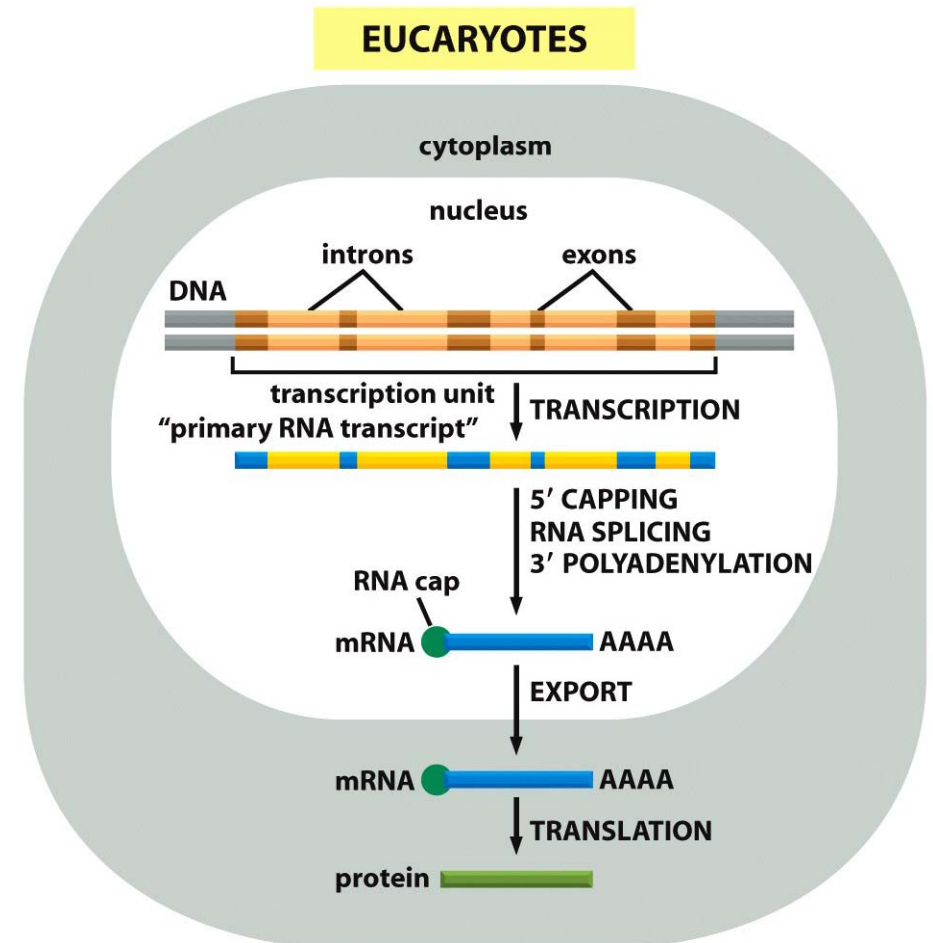 EUCARYOTES
cytoplasm
nucleus
introns
exons
DNA
transcription unit
“primary RNA transcript”
TRANSCRIPTION
5′ CAPPING
RNA SPLICING
3′ POLYADENYLATION
RNA cap
mRNA AAAA
EXPORT
mRNA AAAA
TRANSLATION
protein